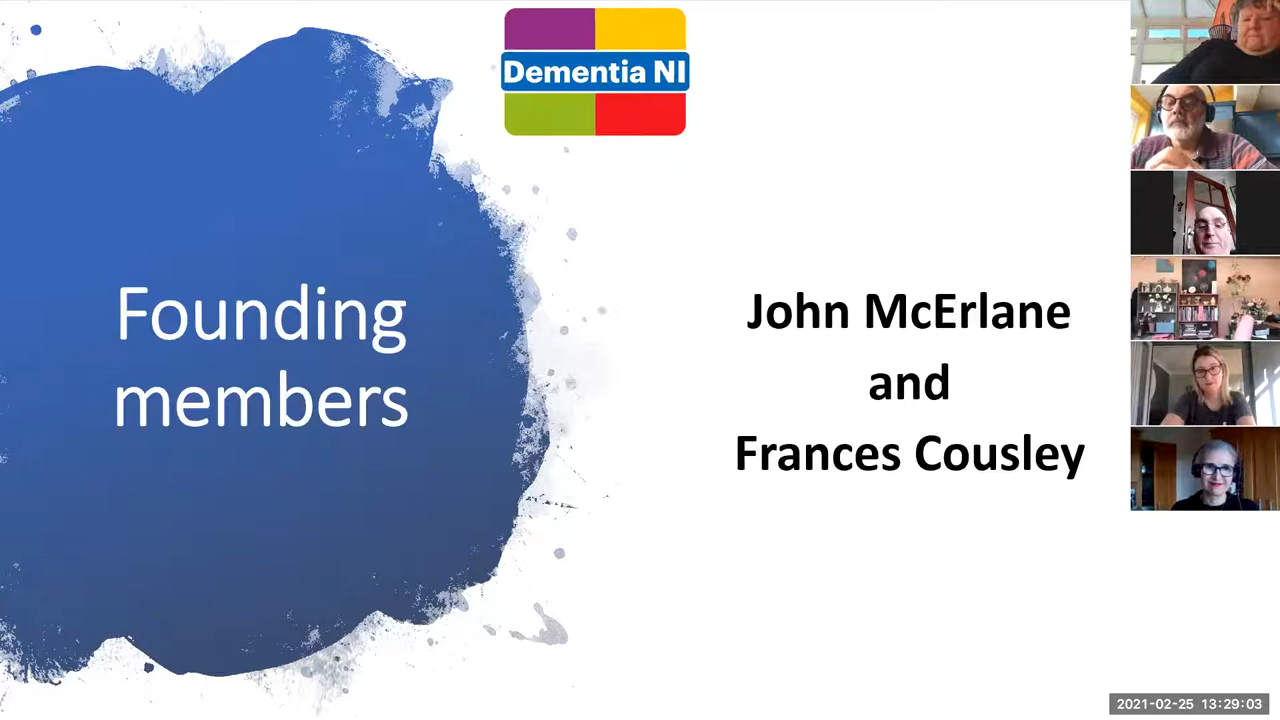 Dementia NI
Founding
members
John McErlane
and
Frances Cousley
2021-02-25 13:29:03